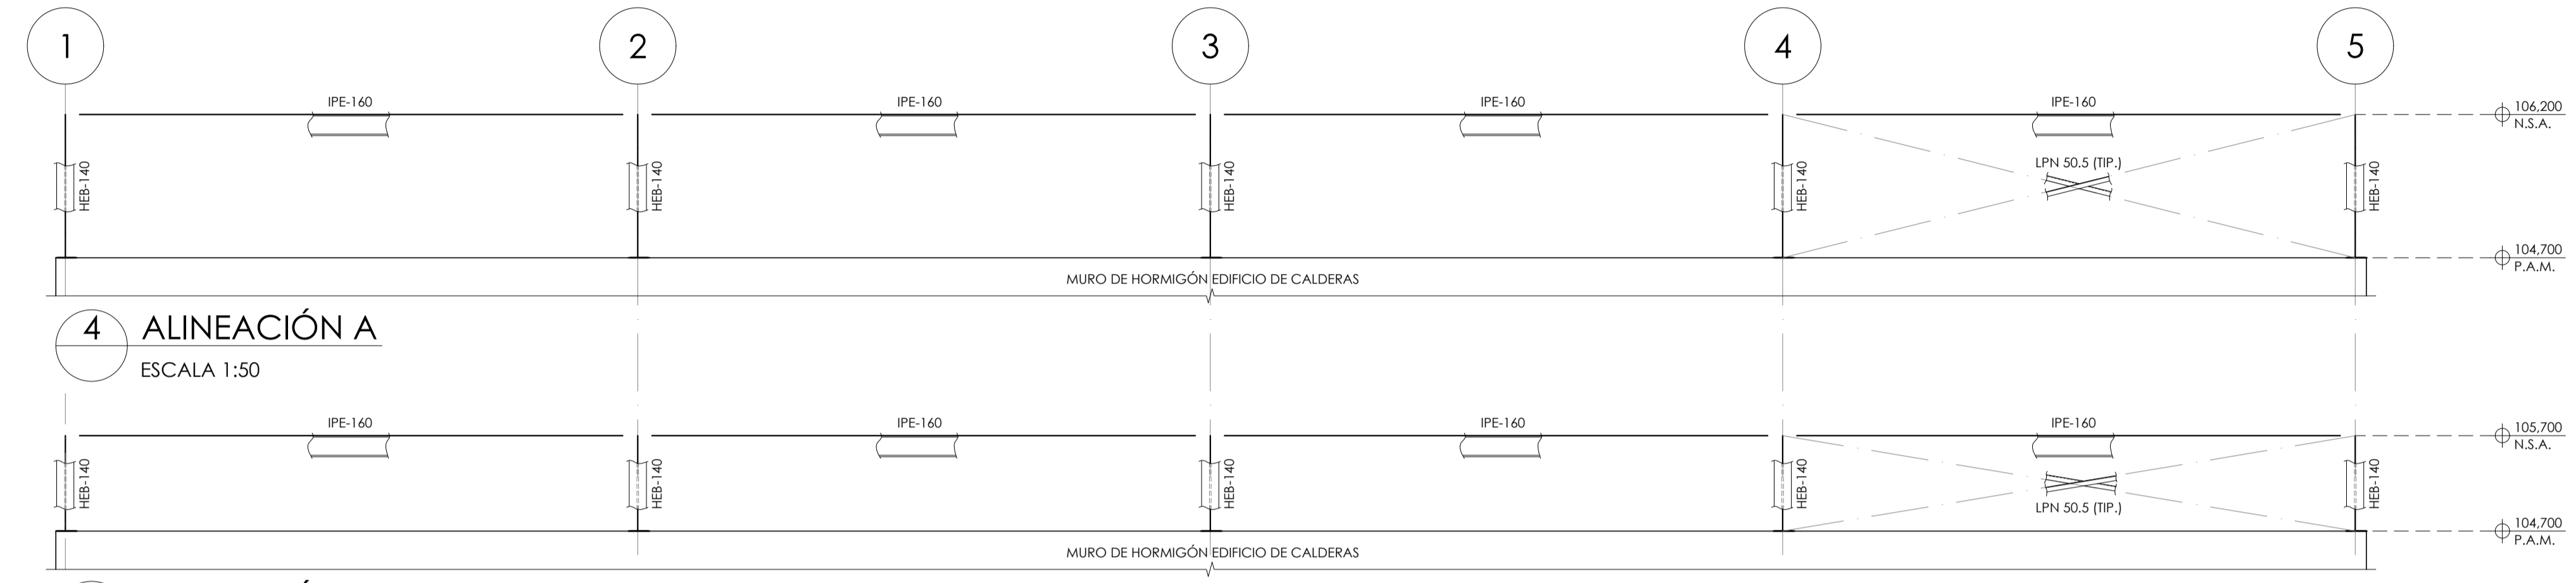 1 2 3 4 5
IPE-160 IPE-160 IPE-160 IPE-160
106,200
N.S.A.
LPN 50.5 (TIP.)
HEB-140 HEB-140 HEB-140 HEB-140 HEB-140
104,700
P.A.M.
MURO DE HORMIGÓN EDIFICIO DE CALDERAS
4 ALINEACIÓN A
ESCALA 1:50
IPE-160 IPE-160 IPE-160 IPE-160
105,700
N.S.A.
HEB-140 HEB-140 HEB-140 HEB-140 HEB-140
LPN 50.5 (TIP.)
104,700
P.A.M.
MURO DE HORMIGÓN EDIFICIO DE CALDERAS